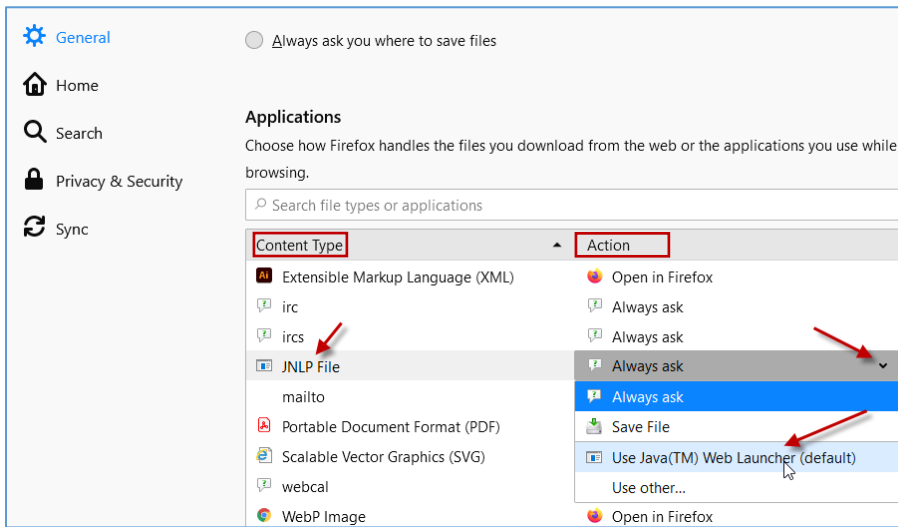 General
Home
Search
Privacy & Security
Sync
Always ask you where to save files
Applications
Choose how Firefox handles the files you download from the web or the applications you use while
browsing.
Search file types or applications
Content Type Action
Extensible Markup Language (XML) Open in Firefox
irc Always ask
ircs Always ask
JNLP File Always ask
mailto Always ask
Portable Document Format (PDF) Save File
Scalable Vector Graphics (SVG) Use Java(TM) Web Launcher (default)
webcal Use other...
WebP Image Open in Firefox